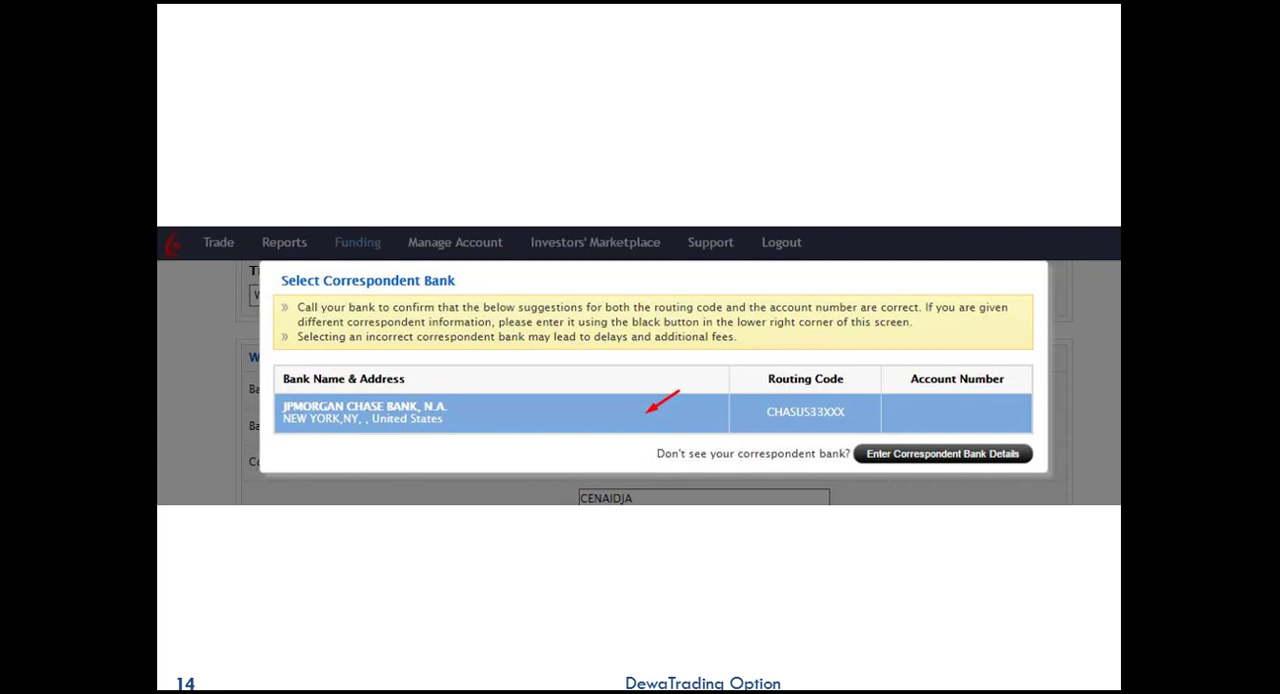 Trade Reports Funding Manage Account Investors' Marketplace Support Logout
Select Correspondent Bank
» Call your bank to confirm that the below suggestions for both the routing code and the account number are correct. If you are given
different correspondent information, please enter it using the black button in the lower right corner of this screen.
» Selecting an incorrect correspondent bank may lead to delays and additional fees.
Bank Name & Address Routing Code Account Number
JPMORGAN CHASE BANK, N.A.
NEW YORK,NY, , United States CHASUS33XXX
Don't see your correspondent bank? Enter Correspondent Bank Details
CENAIDJA
14 DewaTrading Option